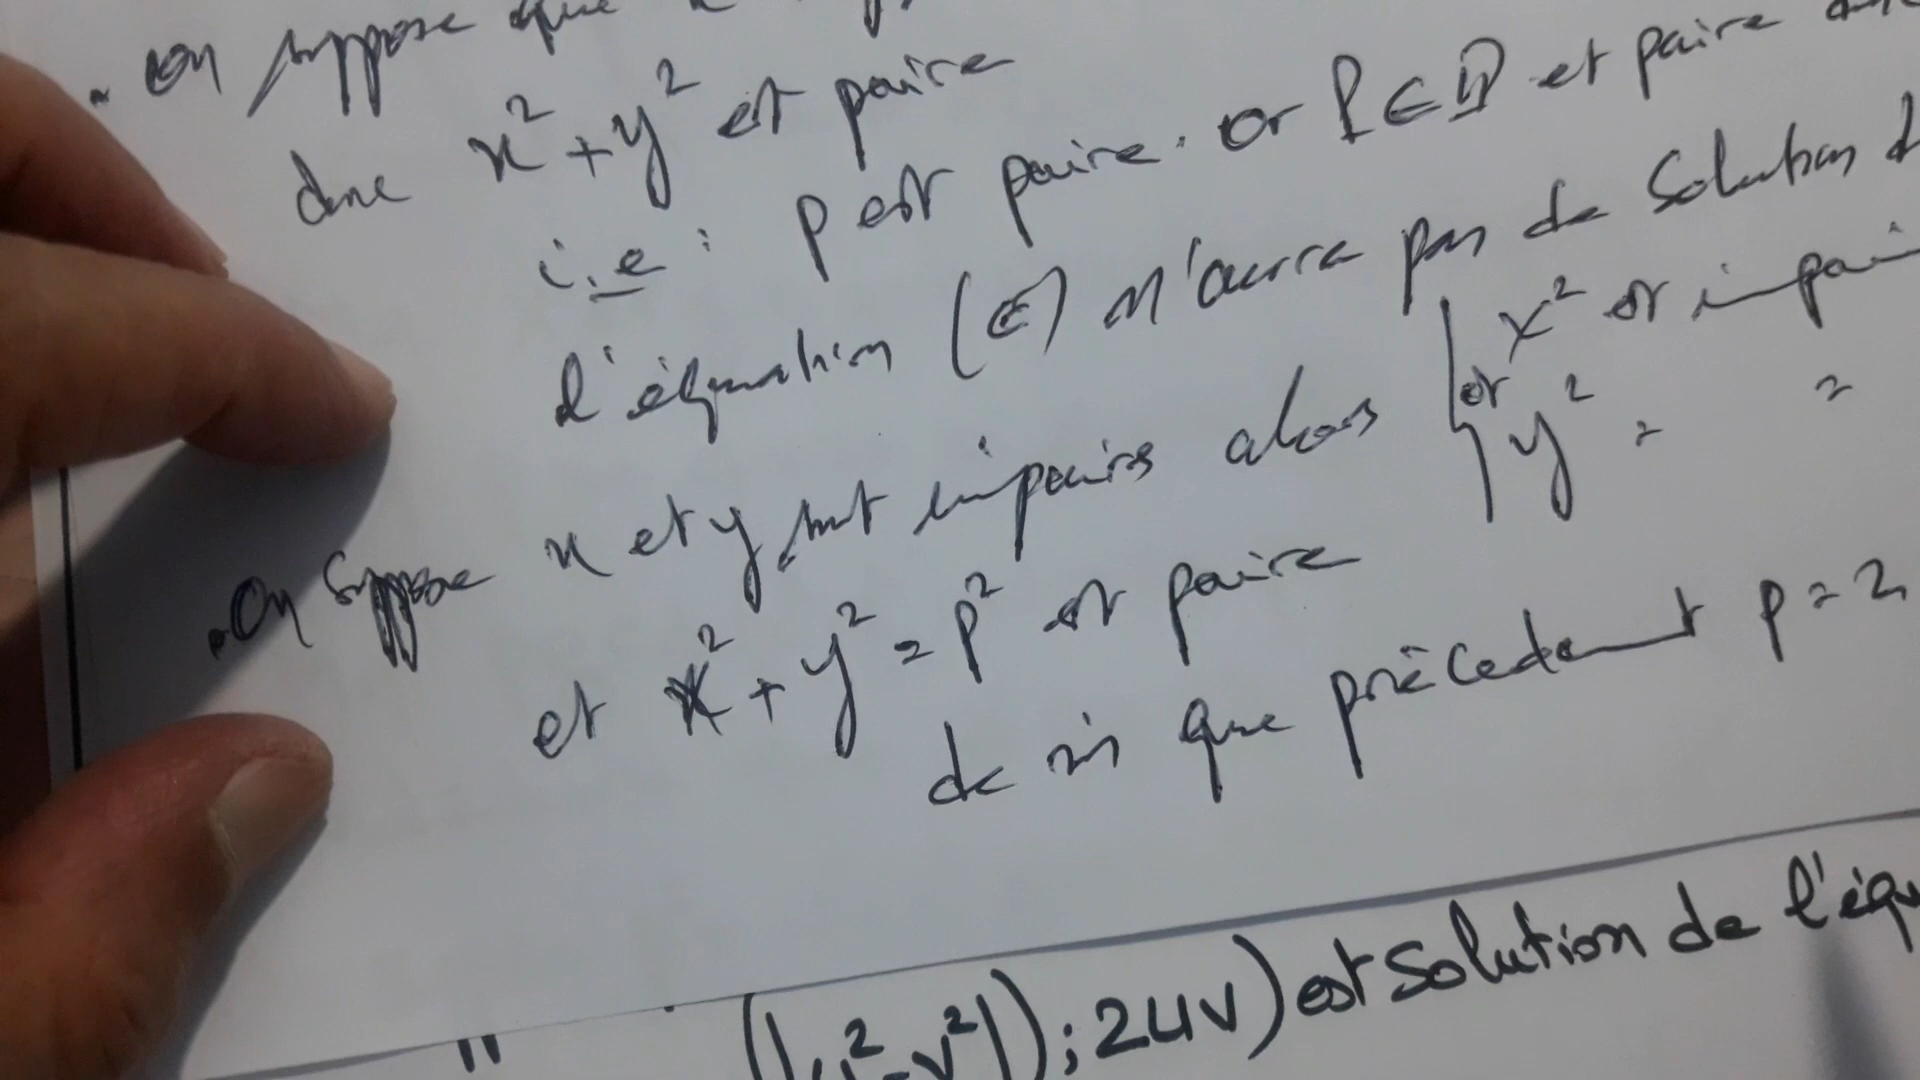 . on suppose que
donc x² + y² est paire
i.e : p est paire. or P ∈ ℙ et paire
l'équation (E) n'aura pas de solution
. On suppose x et y sont impairs alors { x² est impair
et y² = =
et x² + y² = p² est paire
de m̂ que précedement p = 2
(|u²-v²|); 2uv) est solution de l'équ